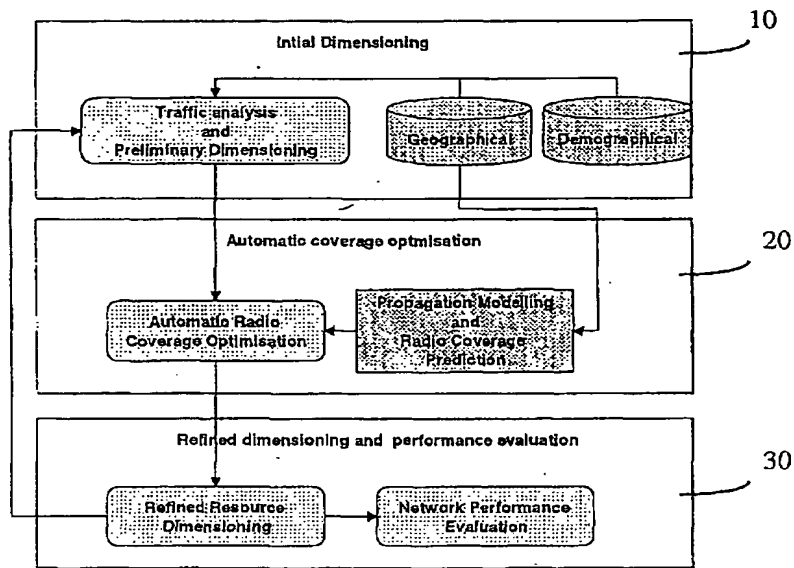 10
Intial Dimensioning
Traffic analysis
and
Preliminary Dimensioning
Geographical
Demographical
20
Automatic coverage optmisation
Automatic Radio
Coverage Optimisation
Propagation Modelling
and
Radio Coverage
Prediction
30
Refined dimensioning and performance evaluation
Refined Resource
Dimensioning
Network Performance
Evaluation